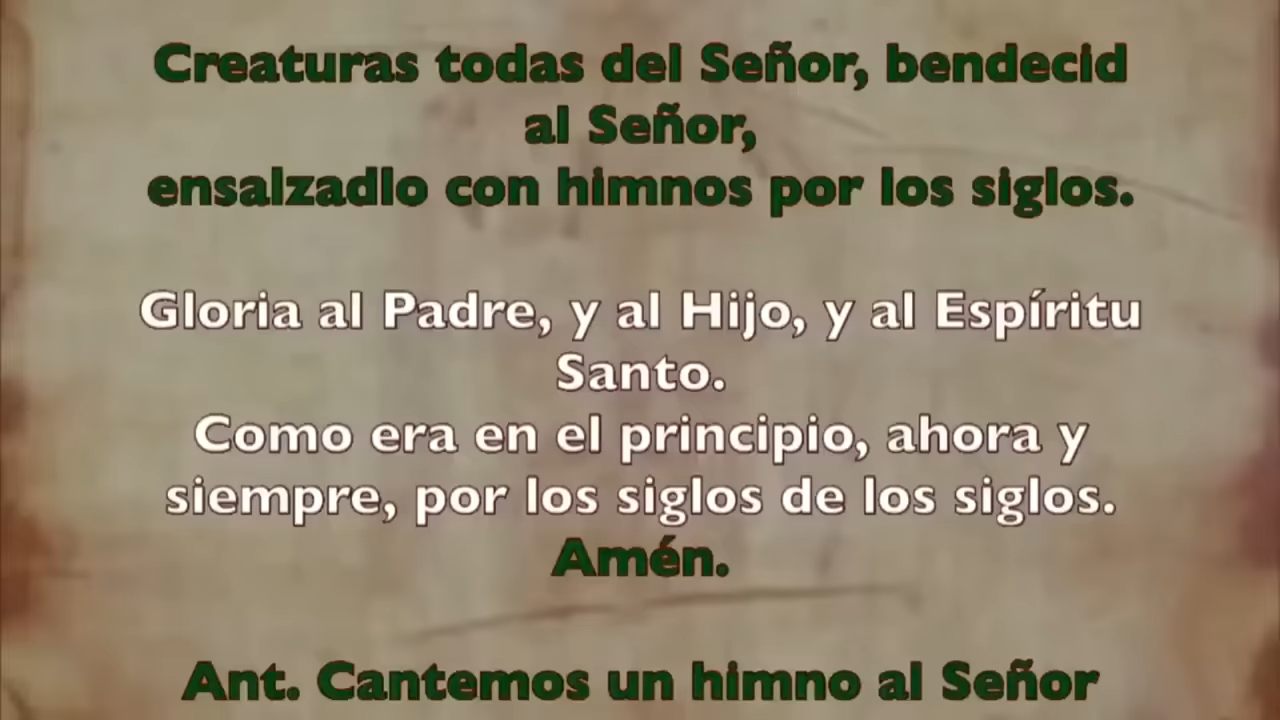 Creaturas todas del Señor, bendecid
al Señor,
ensalzadlo con himnos por los siglos.
Gloria al Padre, y al Hijo, y al Espíritu
Santo.
Como era en el principio, ahora y
siempre, por los siglos de los siglos.
Amén.
Ant. Cantemos un himno al Señor